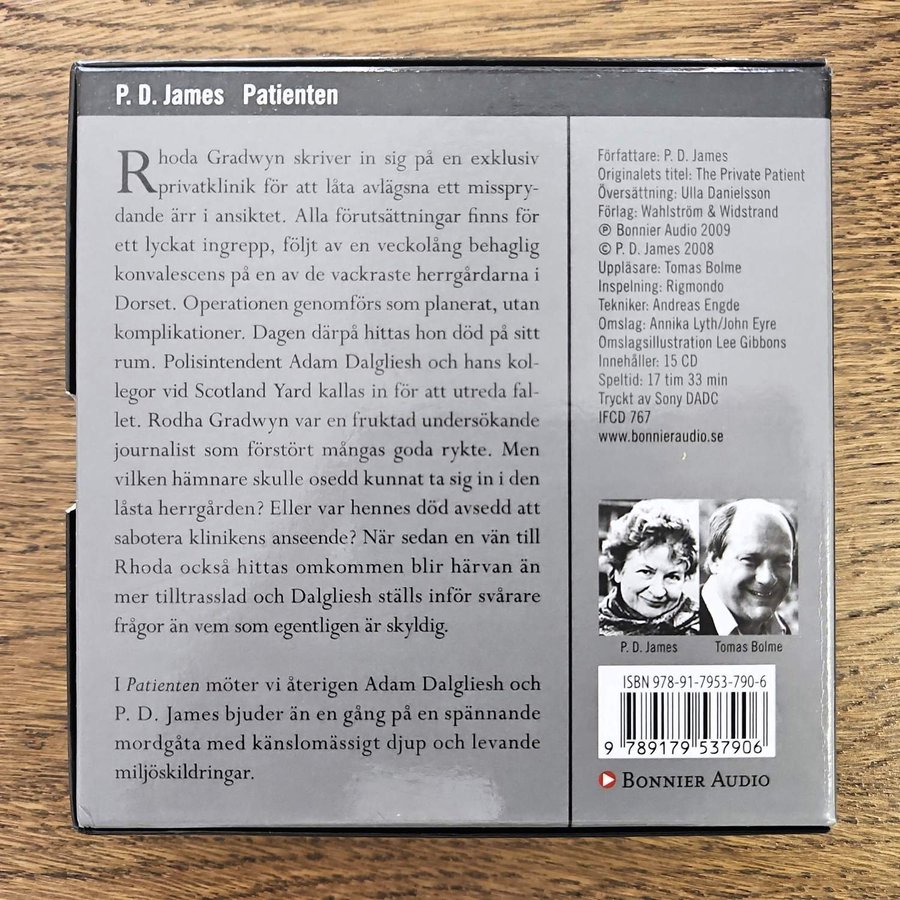 P. D. James Patienten
Rhoda Gradwyn skriver in sig på en exklusiv
privatklinik för att låta avlägsna ett misspry-
dande ärr i ansiktet. Alla förutsättningar finns för
ett lyckat ingrepp, följt av en veckolång behaglig
konvalescens på en av de vackraste herrgårdarna i
Dorset. Operationen genomförs som planerat, utan
komplikationer. Dagen därpå hittas hon död på sitt
rum. Polisintendent Adam Dalgliesh och hans kol-
legor vid Scotland Yard kallas in för att utreda fal-
let. Rodha Gradwyn var en fruktad undersökande
journalist som förstört mångas goda rykte. Men
vilken hämnare skulle osedd kunnat ta sig in i den
låsta herrgården? Eller var hennes död avsedd att
sabotera klinikens anseende? När sedan en vän till
Rhoda också hittas omkommen blir härvan än
mer tilltrasslad och Dalgliesh ställs inför svårare
frågor än vem som egentligen är skyldig.
I Patienten möter vi återigen Adam Dalgliesh och
P. D. James bjuder än en gång på en spännande
mordgåta med känslomässigt djup och levande
miljöskildringar.
Författare: P. D. James
Originalets titel: The Private Patient
Översättning: Ulla Danielsson
Förlag: Wahlström & Widstrand
℗ Bonnier Audio 2009
© P. D. James 2008
Uppläsare: Tomas Bolme
Inspelning: Rigmondo
Tekniker: Andreas Engde
Omslag: Annika Lyth/John Eyre
Omslagsillustration Lee Gibbons
Innehåller: 15 CD
Speltid: 17 tim 33 min
Tryckt av Sony DADC
IFCD 767
www.bonnieraudio.se
P. D. James Tomas Bolme
ISBN 978-91-7953-790-6
9 789179 537906
BONNIER AUDIO